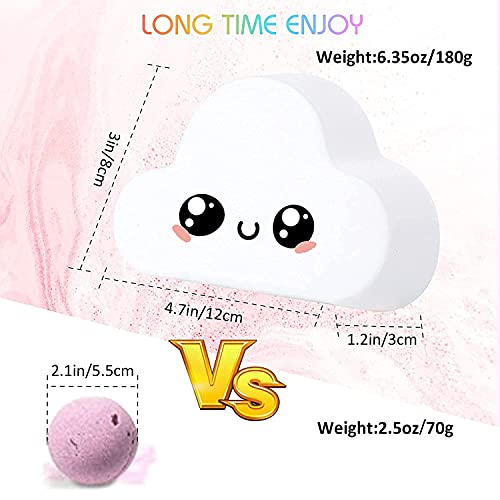 LONG TIME ENJOY
Weight:6.35oz/180g
3in/8cm
4.7in/12cm
1.2in/3cm
Vs
2.1in/5.5cm
Weight:2.5oz/70g